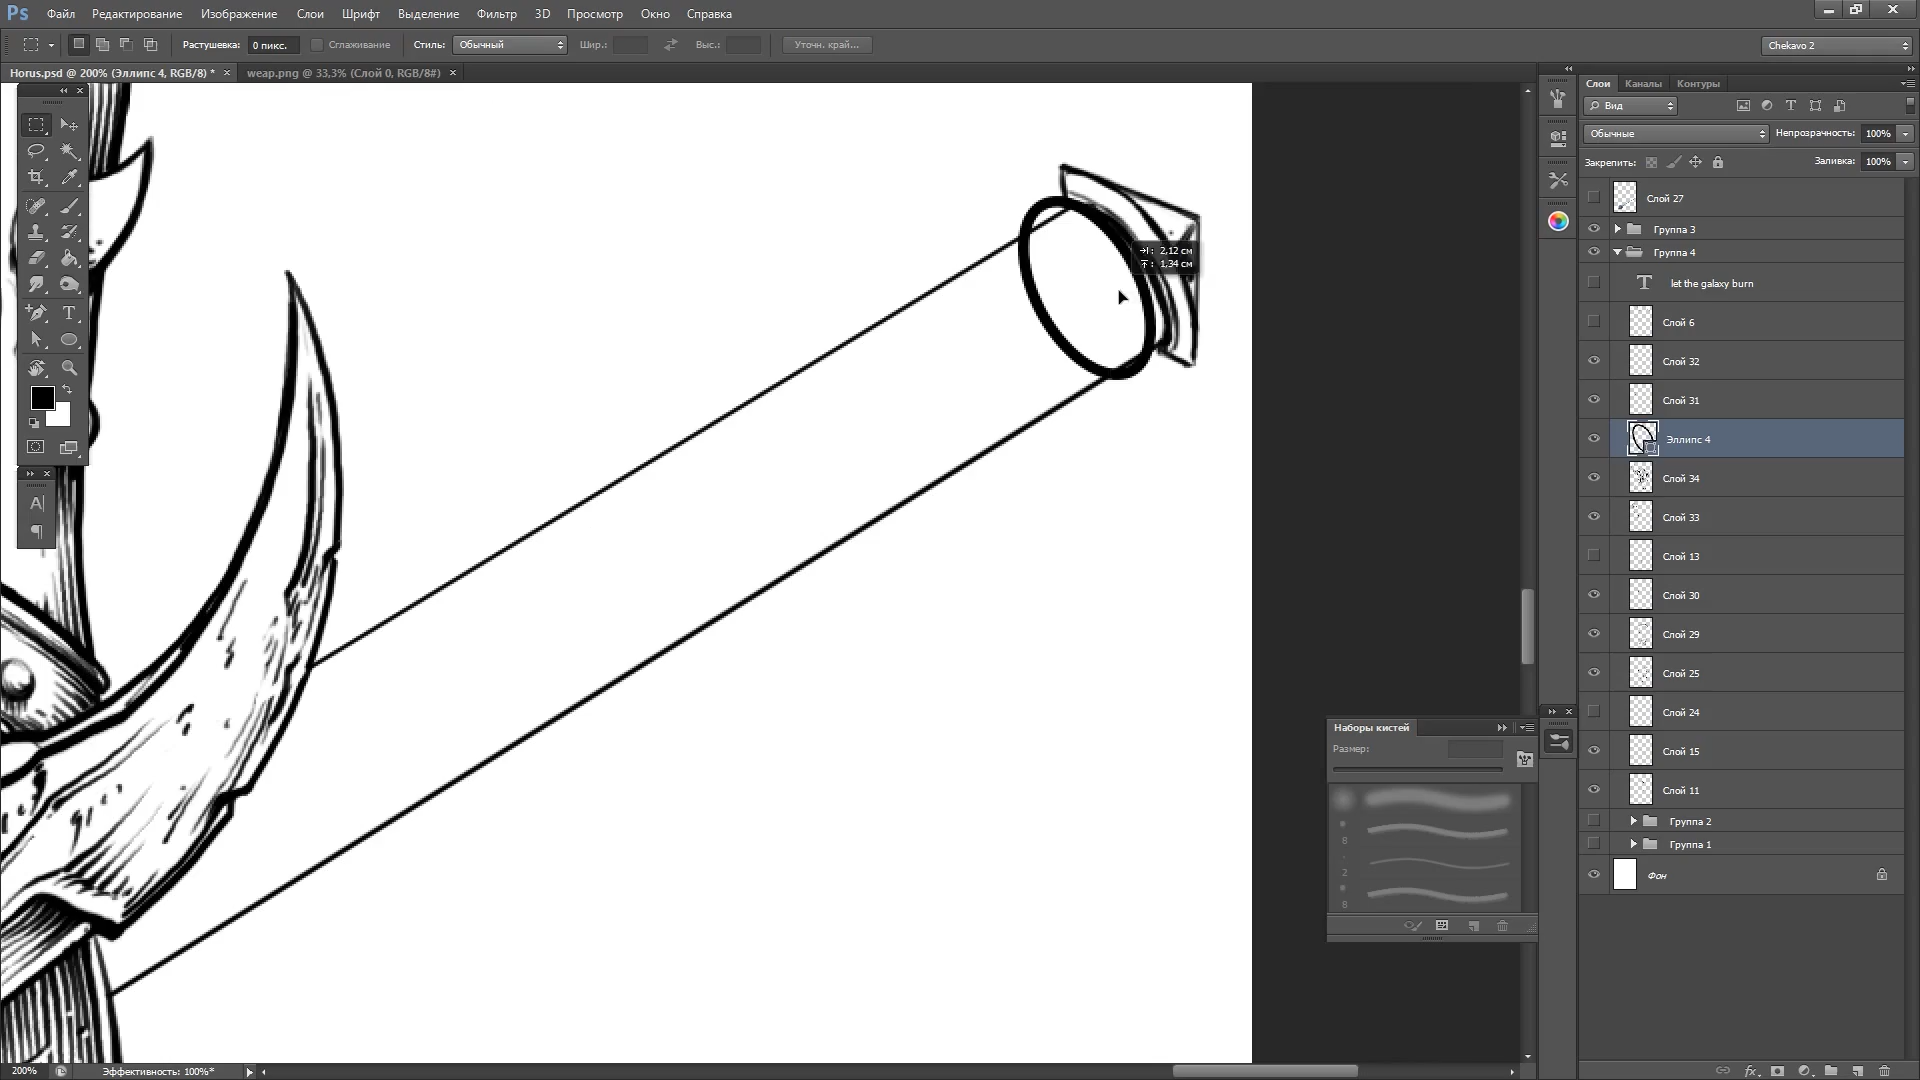 Ps Файл Редактирование Изображение Слои Шрифт Выделение Фильтр 3D Просмотр Окно Справка
Растушевка: 0 пикс. Сглаживание Стиль: Обычный Шир.: Выс.: Уточн. край... Chekavo 2
Horus.psd @ 200% (Эллипс 4, RGB/8) * × weap.png @ 33,3% (Слой 0, RGB/8#) ×
Слои Каналы Контуры
Вид
Обычные Непрозрачность: 100%
Закрепить: Заливка: 100%
Слой 27
Группа 3
Группа 4
let the galaxy burn
Слой 6
Слой 32
Слой 31
Эллипс 4
Слой 34
Слой 33
Слой 13
Слой 30
Слой 29
Слой 25
Слой 24
Слой 15
Слой 11
Группа 2
Группа 1
Фон
: 2,12 см
: 1,34 см
Наборы кистей
Размер:
8
2
8
200% Эффективность: 100%*